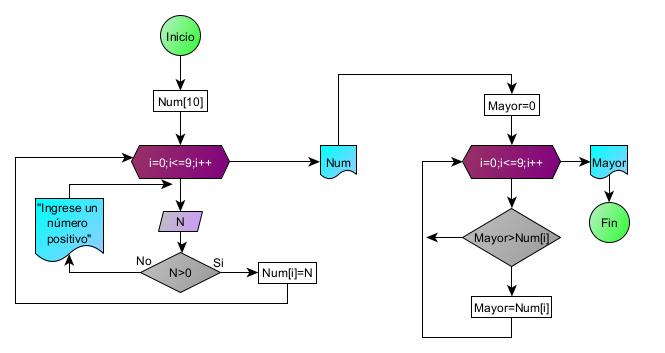 Inicio
Num[10]
i=0;i<=9;i++
"Ingrese un
número
positivo"
N
N>0
No
Si
Num[i]=N
Num
Mayor=0
i=0;i<=9;i++
Mayor
Fin
Mayor>Num[i]
Mayor=Num[i]